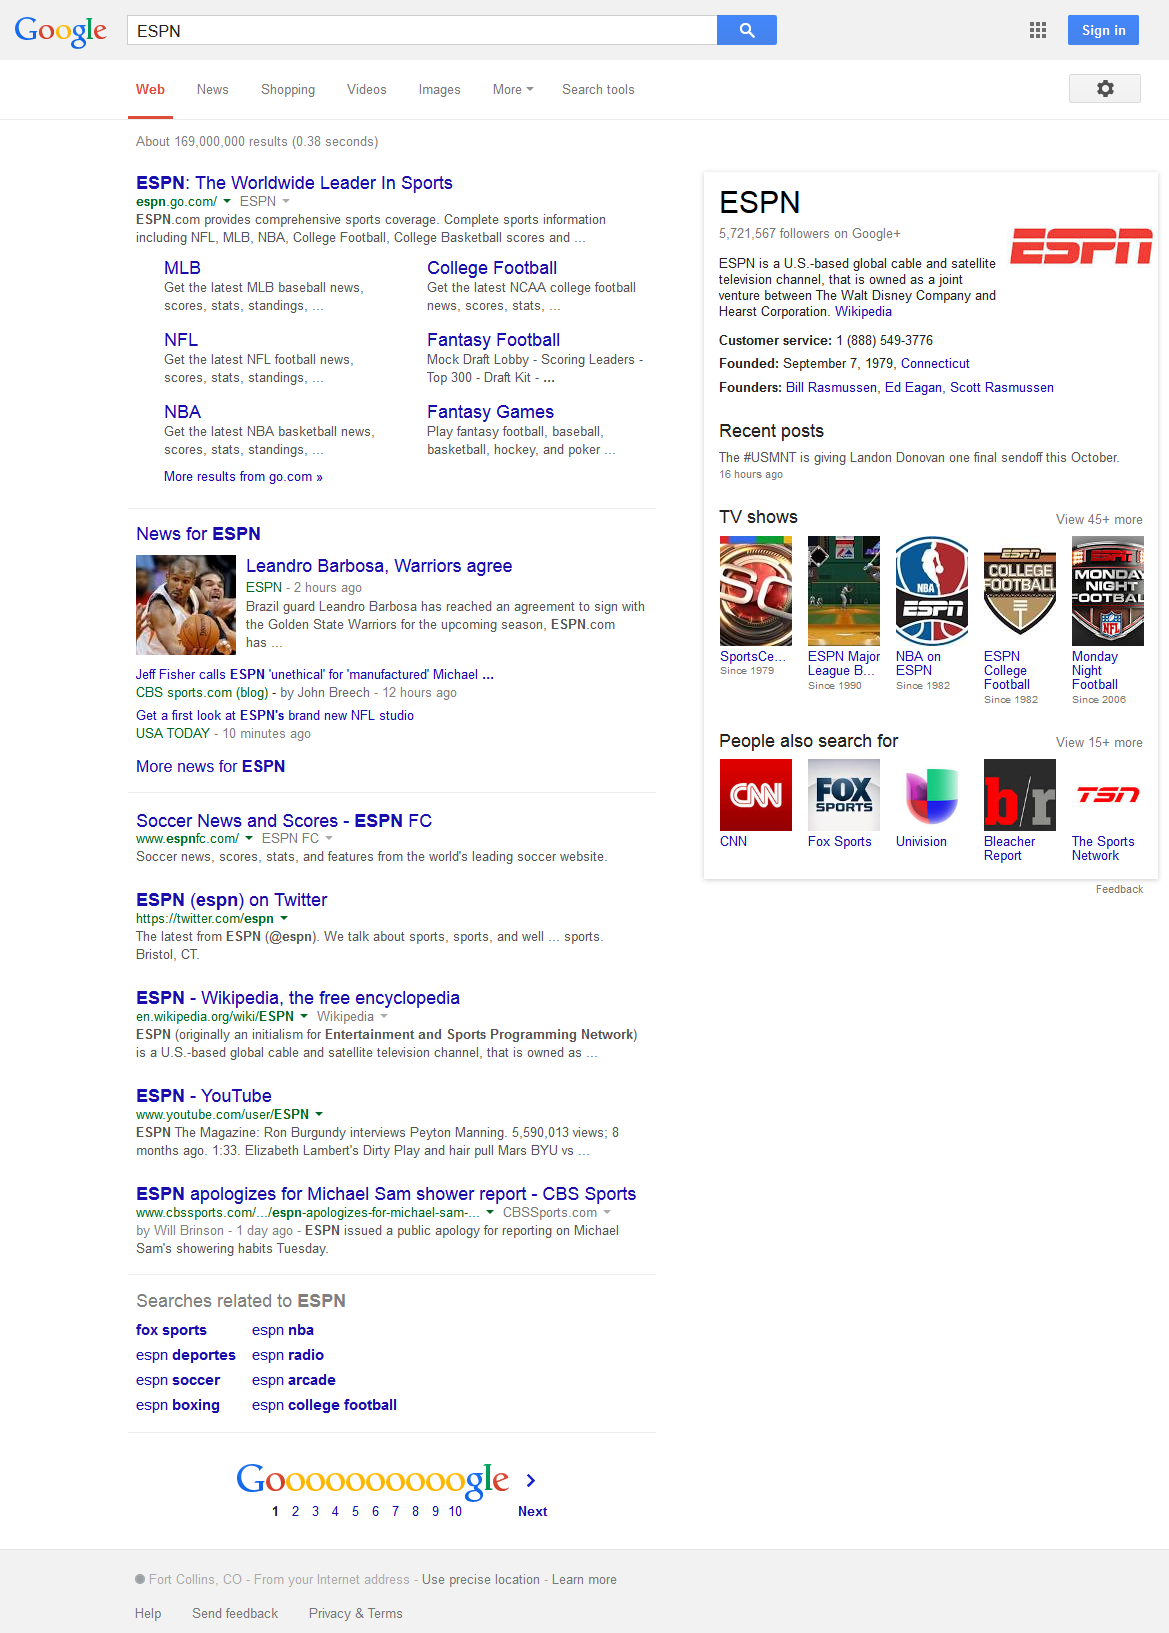 Google
ESPN
Sign in
Web News Shopping Videos Images More Search tools
About 169,000,000 results (0.38 seconds)
ESPN: The Worldwide Leader In Sports
espn.go.com/ ESPN
ESPN.com provides comprehensive sports coverage. Complete sports information
including NFL, MLB, NBA, College Football, College Basketball scores and ...
MLB
Get the latest MLB baseball news,
scores, stats, standings, ...
College Football
Get the latest NCAA college football
news, scores, stats, ...
NFL
Get the latest NFL football news,
scores, stats, standings, ...
Fantasy Football
Mock Draft Lobby - Scoring Leaders -
Top 300 - Draft Kit - ...
NBA
Get the latest NBA basketball news,
scores, stats, standings, ...
Fantasy Games
Play fantasy football, baseball,
basketball, hockey, and poker ...
More results from go.com »
News for ESPN
Leandro Barbosa, Warriors agree
ESPN - 2 hours ago
Brazil guard Leandro Barbosa has reached an agreement to sign with
the Golden State Warriors for the upcoming season, ESPN.com
has ...
Jeff Fisher calls ESPN 'unethical' for 'manufactured' Michael ...
CBS sports.com (blog) - by John Breech - 12 hours ago
Get a first look at ESPN's brand new NFL studio
USA TODAY - 10 minutes ago
More news for ESPN
Soccer News and Scores - ESPN FC
www.espnfc.com/ ESPN FC
Soccer news, scores, stats, and features from the world's leading soccer website.
ESPN (espn) on Twitter
https://twitter.com/espn
The latest from ESPN (@espn). We talk about sports, sports, and well ... sports.
Bristol, CT.
ESPN - Wikipedia, the free encyclopedia
en.wikipedia.org/wiki/ESPN Wikipedia
ESPN (originally an initialism for Entertainment and Sports Programming Network)
is a U.S.-based global cable and satellite television channel, that is owned as ...
ESPN - YouTube
www.youtube.com/user/ESPN
ESPN The Magazine: Ron Burgundy interviews Peyton Manning. 5,590,013 views; 8
months ago. 1:33. Elizabeth Lambert's Dirty Play and hair pull Mars BYU vs ...
ESPN apologizes for Michael Sam shower report - CBS Sports
www.cbssports.com/.../espn-apologizes-for-michael-sam-... CBSSports.com
by Will Brinson - 1 day ago - ESPN issued a public apology for reporting on Michael
Sam's showering habits Tuesday.
Searches related to ESPN
fox sports espn nba
espn deportes espn radio
espn soccer espn arcade
espn boxing espn college football
Goooooooooogle
1 2 3 4 5 6 7 8 9 10 Next
ESPN
5,721,567 followers on Google+
ESPN
ESPN is a U.S.-based global cable and satellite
television channel, that is owned as a joint
venture between The Walt Disney Company and
Hearst Corporation. Wikipedia
Customer service: 1 (888) 549-3776
Founded: September 7, 1979, Connecticut
Founders: Bill Rasmussen, Ed Eagan, Scott Rasmussen
Recent posts
The #USMNT is giving Landon Donovan one final sendoff this October.
16 hours ago
TV shows
View 45+ more
SC
NBA
ESPN
ESPN
COLLEGE
FOOTBALL
ESPN
MONDAY
NIGHT
FOOTBALL
NFL
SportsCe...
Since 1979
ESPN Major
League B...
Since 1990
NBA on
ESPN
Since 1982
ESPN
College
Football
Since 1982
Monday
Night
Football
Since 2006
People also search for
View 15+ more
CNN
FOX
SPORTS
b/r
TSN
CNN
Fox Sports
Univision
Bleacher
Report
The Sports
Network
Feedback
Fort Collins, CO - From your Internet address - Use precise location - Learn more
Help Send feedback Privacy & Terms